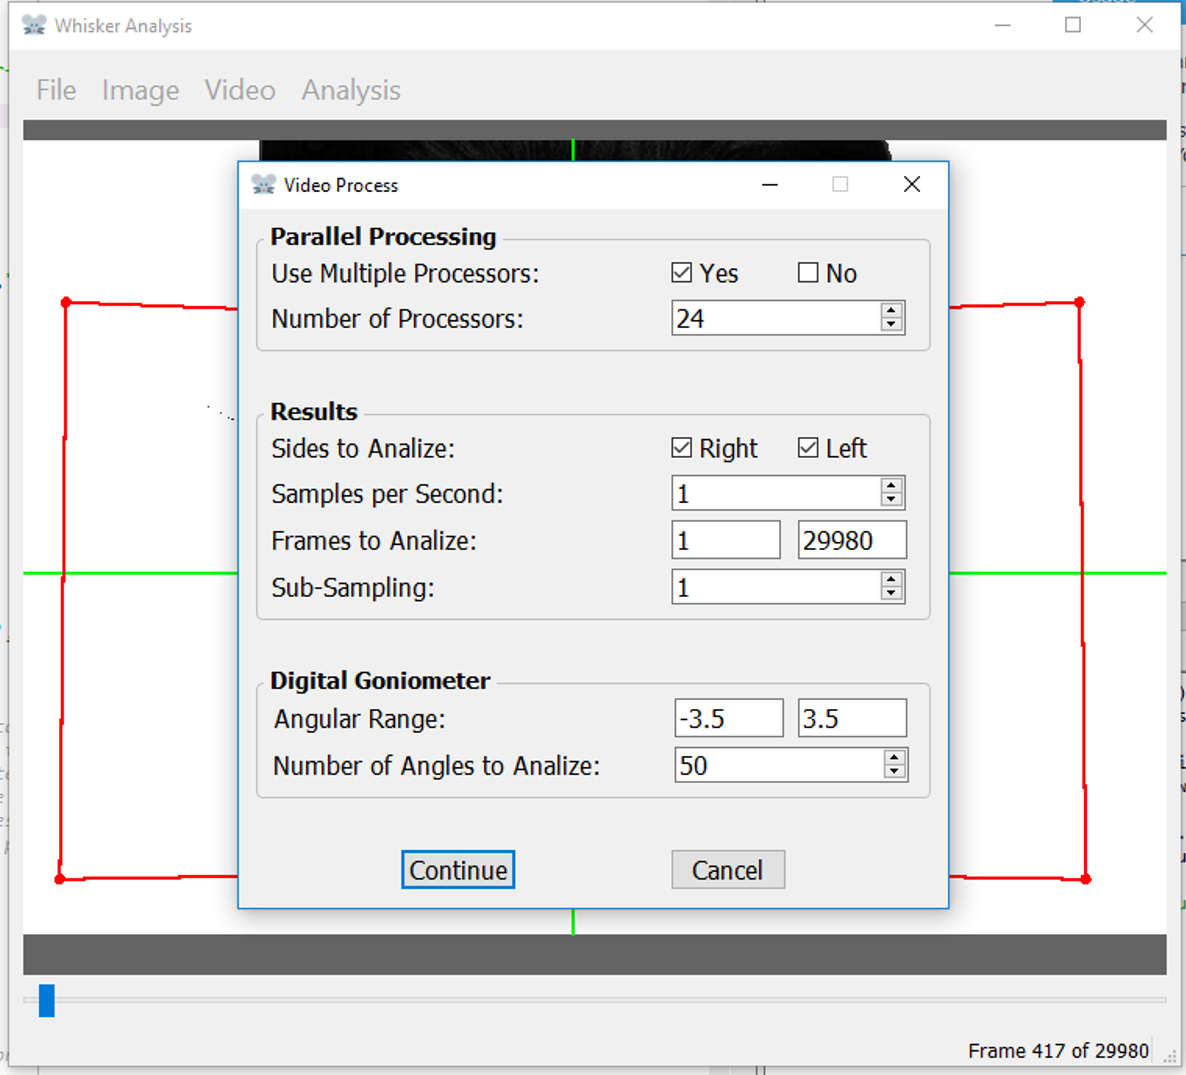 Whisker Analysis
File Image Video Analysis
Video Process
Parallel Processing
Use Multiple Processors: Yes No
Number of Processors: 24
Results
Sides to Analize: Right Left
Samples per Second: 1
Frames to Analize: 1 29980
Sub-Sampling: 1
Digital Goniometer
Angular Range: -3.5 3.5
Number of Angles to Analize: 50
Continue Cancel
Frame 417 of 29980